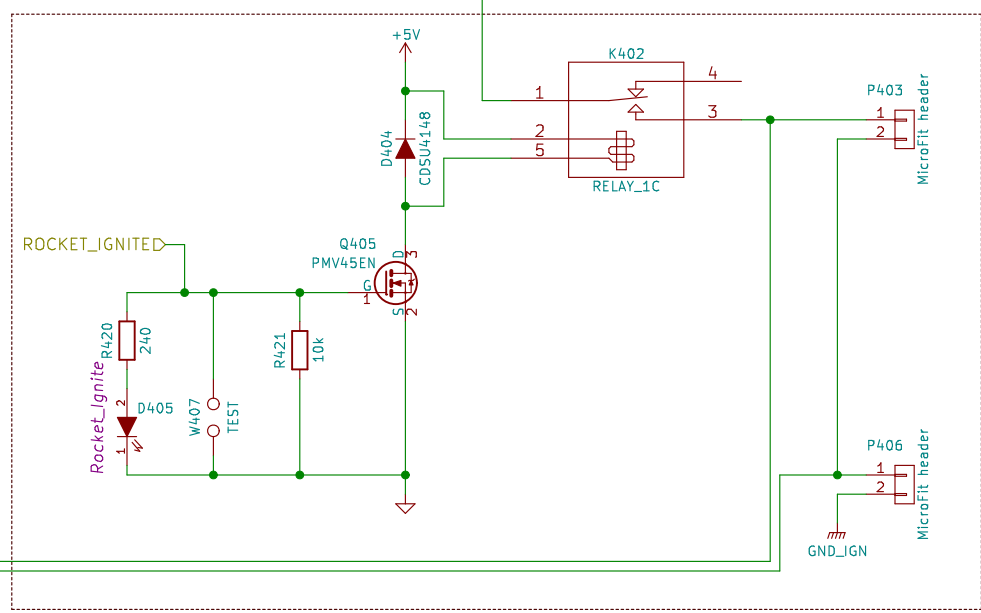 +5V
K402
1
4
3
2
5
RELAY_1C
D404
CDSU4148
P403
1
2
MicroFit header
ROCKET_IGNITE
Q405
PMV45EN
D
3
G
1
S
2
R420
240
R421
10k
Rocket_Ignite
2
D405
1
W407
TEST
P406
1
2
MicroFit header
GND_IGN